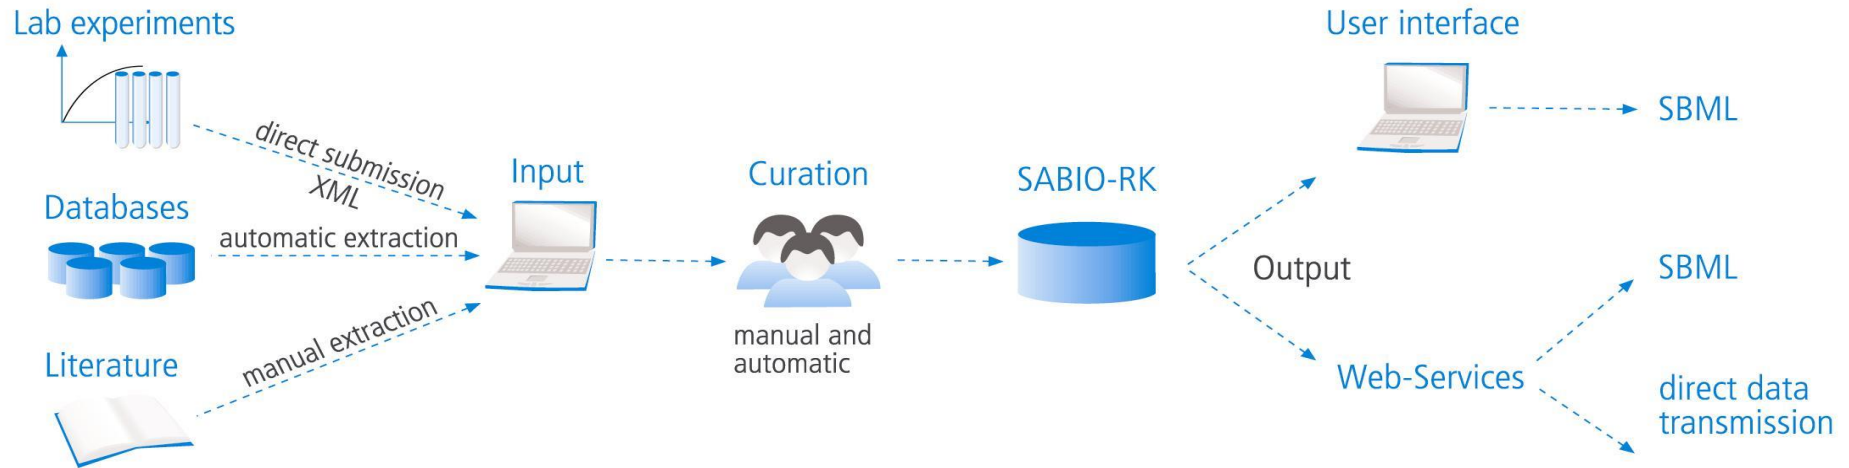 Lab experiments
direct submission
XML
Databases
automatic extraction
Literature
manual extraction
Input
Curation
manual and
automatic
SABIO-RK
Output
User interface
SBML
Web-Services
SBML
direct data
transmission